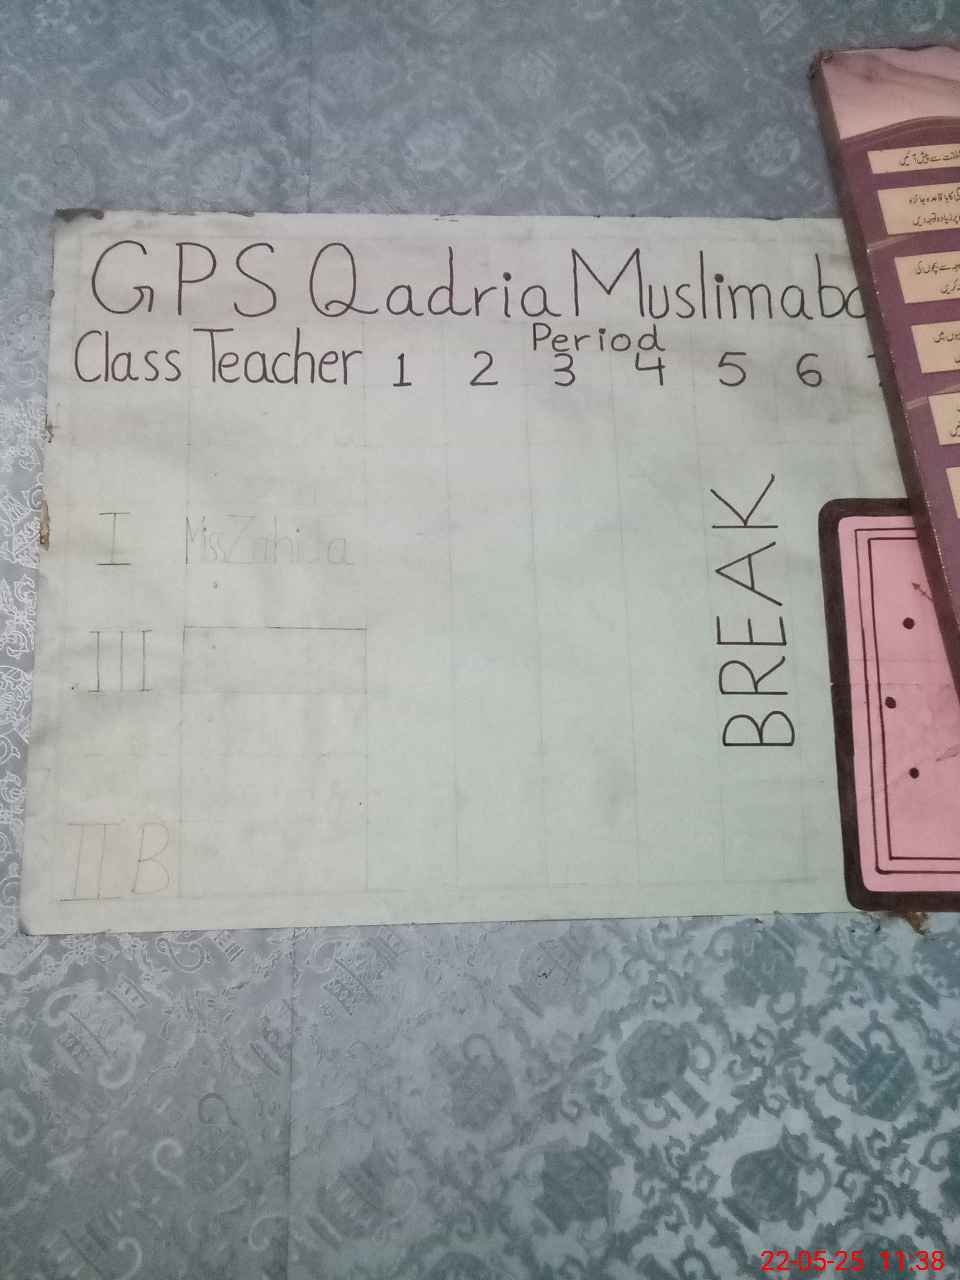 GPS Qadria Muslimaba
Period
Class Teacher 1 2 3 4 5 6
I Mis Zahida
III
II B
BREAK
22-05-25 11:38